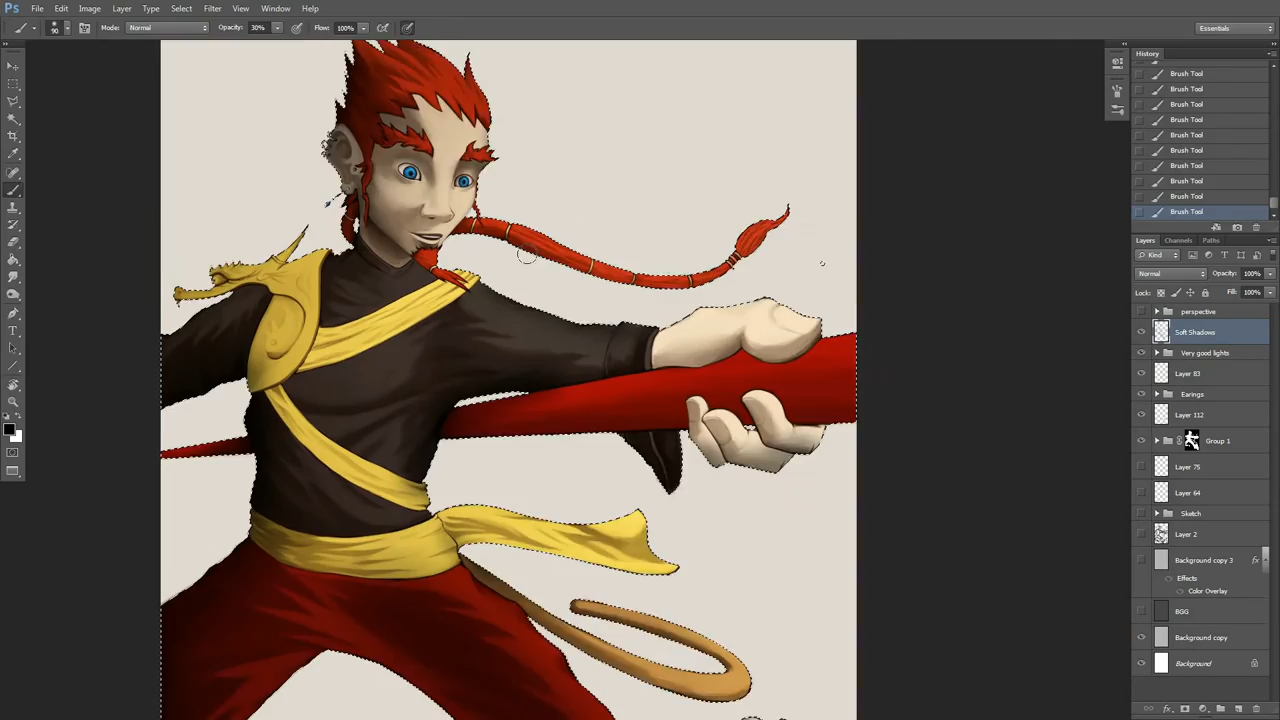 Ps File Edit Image Layer Type Select Filter View Window Help
90 Mode: Normal Opacity: 30% Flow: 100% Essentials
History
Brush Tool
Brush Tool
Brush Tool
Brush Tool
Brush Tool
Brush Tool
Brush Tool
Brush Tool
Brush Tool
Brush Tool
Layers Channels Paths
Kind
Normal Opacity: 100%
Lock: Fill: 100%
perspective
Soft Shadows
Very good lights
Layer 83
Earings
Layer 112
Group 1
Layer 75
Layer 64
Sketch
Layer 2
Background copy 3 fx
Effects
Color Overlay
BGG
Background copy
Background
fx